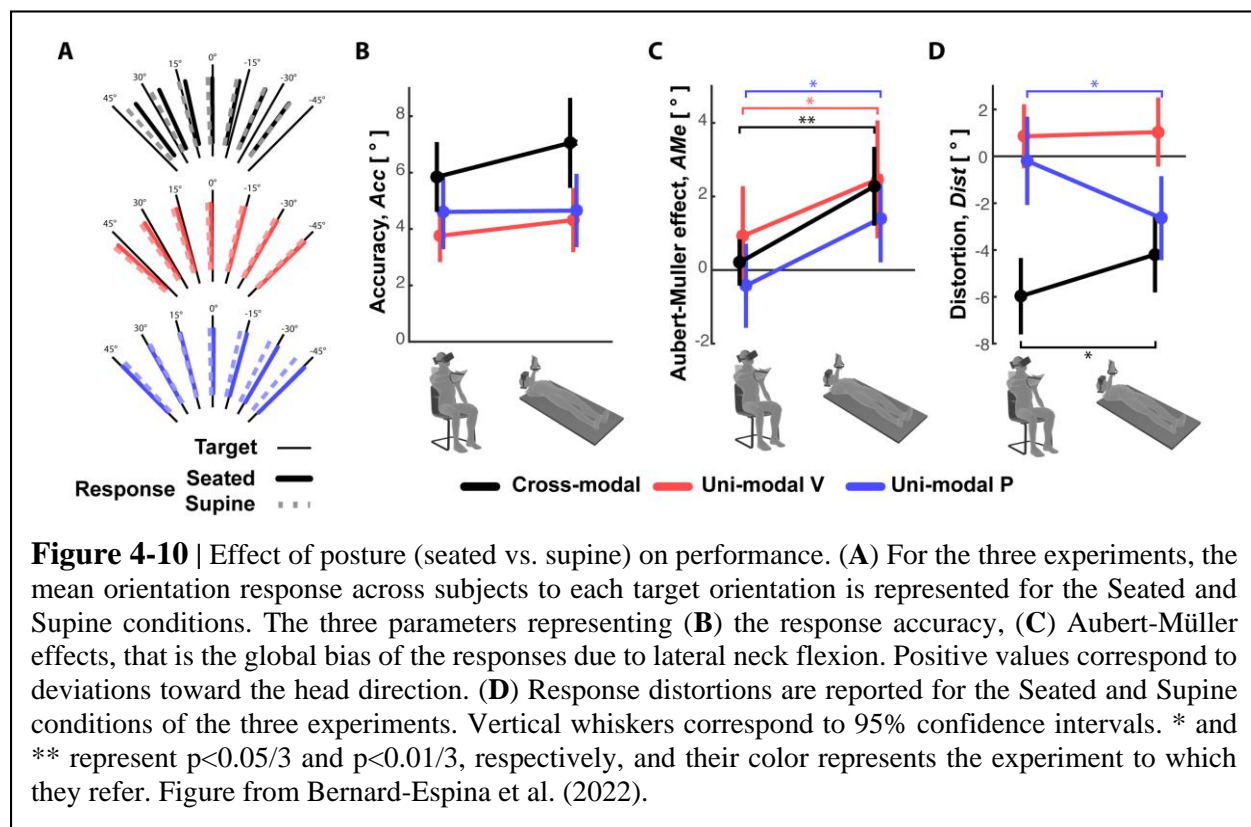 A
45°
30°
15°
0°
-15°
-30°
-45°
45°
30°
15°
0°
-15°
-30°
-45°
45°
30°
15°
0°
-15°
-30°
-45°
Target
Response
Seated
Supine
B
Accuracy, Acc [ ° ]
8
6
4
2
0
C
Aubert-Muller effect, AMe [ ° ]
4
2
0
-2
*
*
**
D
Distortion, Dist [ ° ]
2
0
-2
-4
-6
-8
*
*
Cross-modal
Uni-modal V
Uni-modal P
Figure 4-10 | Effect of posture (seated vs. supine) on performance. (A) For the three experiments, the
mean orientation response across subjects to each target orientation is represented for the Seated and
Supine conditions. The three parameters representing (B) the response accuracy, (C) Aubert-Müller
effects, that is the global bias of the responses due to lateral neck flexion. Positive values correspond to
deviations toward the head direction. (D) Response distortions are reported for the Seated and Supine
conditions of the three experiments. Vertical whiskers correspond to 95% confidence intervals. * and
** represent p<0.05/3 and p<0.01/3, respectively, and their color represents the experiment to which
they refer. Figure from Bernard-Espina et al. (2022).